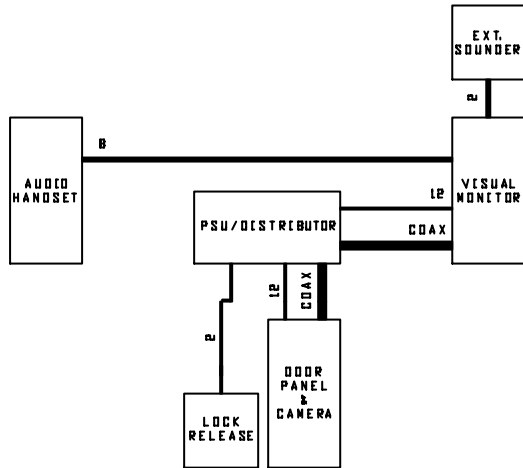 EXT.
SOUNDER
2
8
AUDIO
HANDSET
VISUAL
MONITOR
12
PSU/DISTRIBUTOR
COAX
12
COAX
2
DOOR
PANEL
&
CAMERA
LOCK
RELEASE